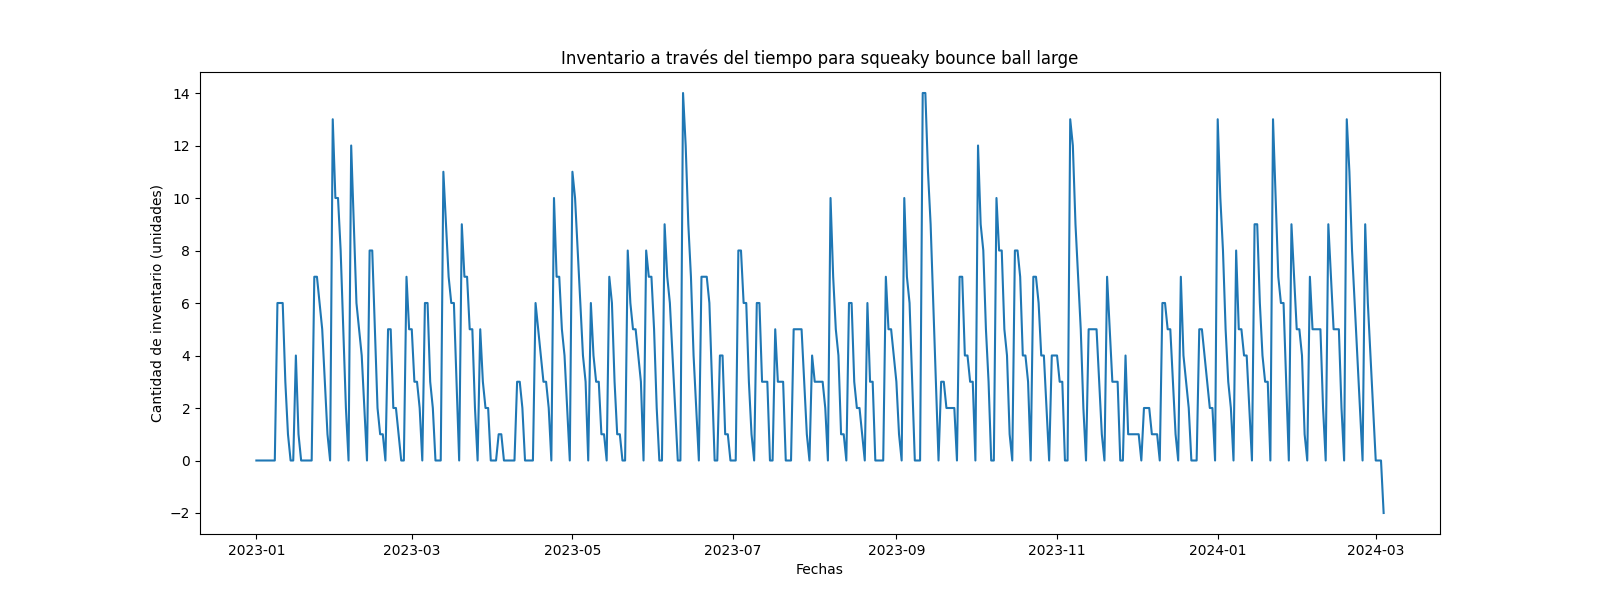 Inventario a través del tiempo para squeaky bounce ball large
Cantidad de inventario (unidades)
14
12
10
8
6
4
2
0
−2
2023-01 2023-03 2023-05 2023-07 2023-09 2023-11 2024-01 2024-03
Fechas